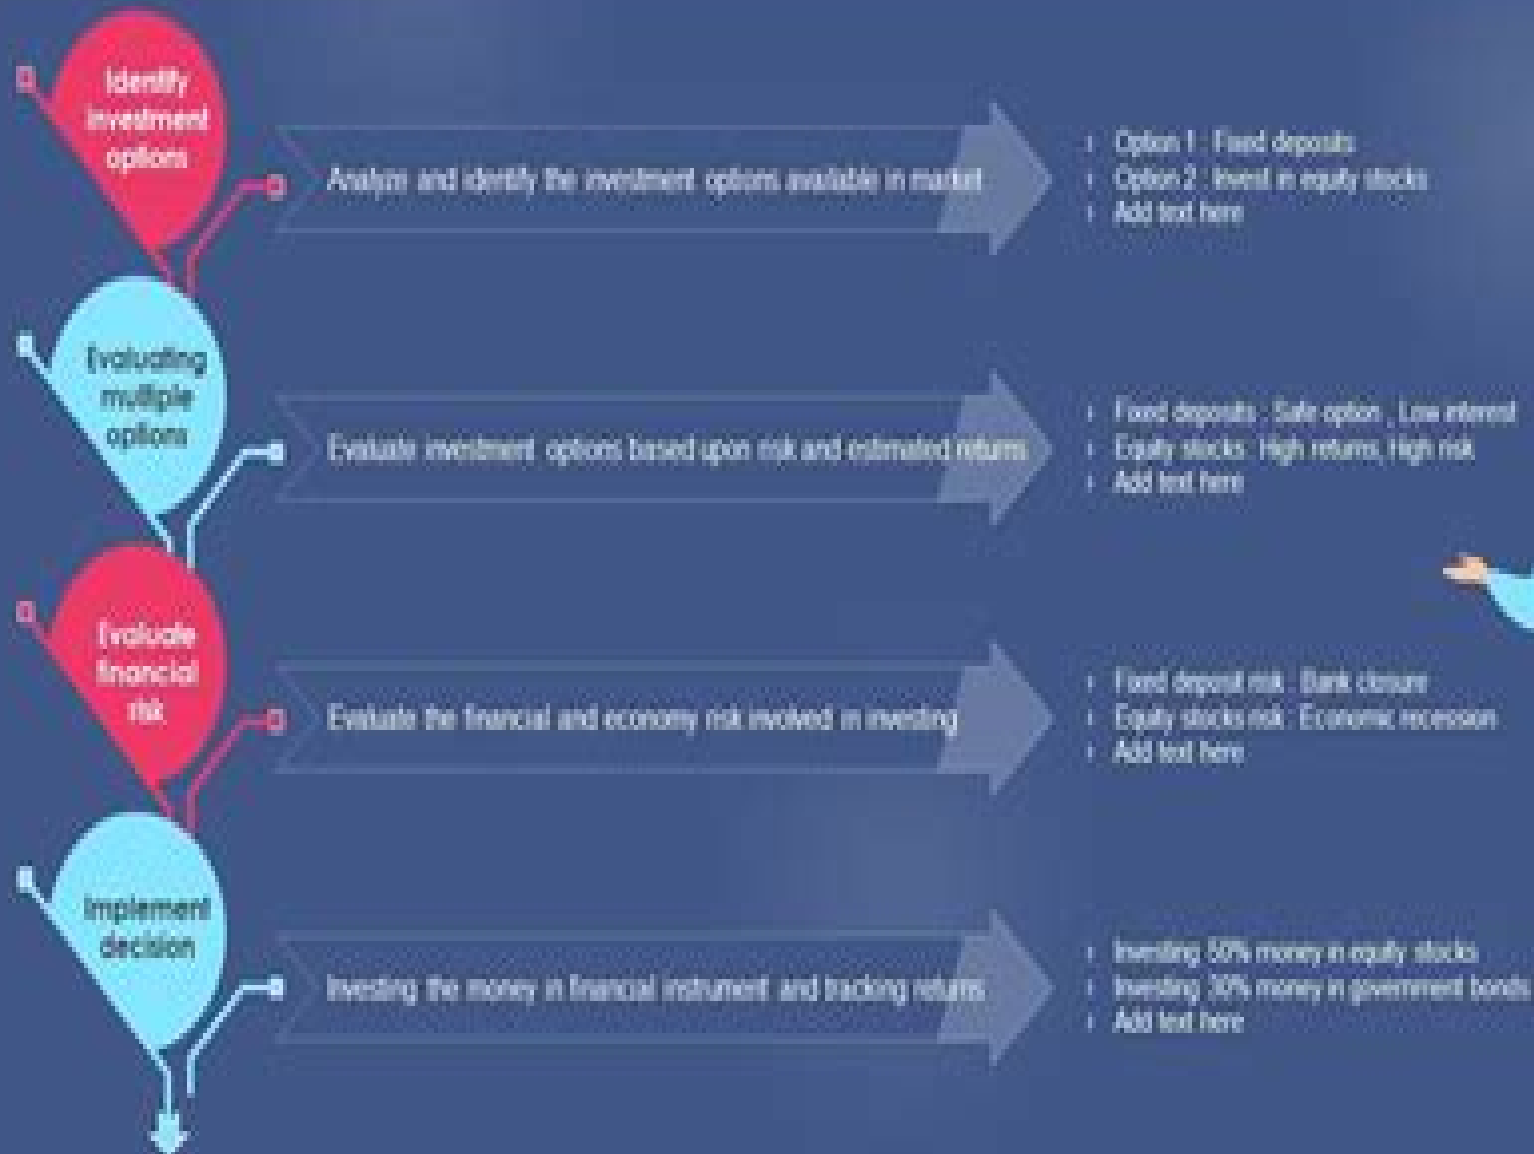 Identify
investment
options
Analyze and identify the investment options available in market
Option 1 : Fixed deposits
Option 2 : Invest in equity stocks
Add text here
Evaluating
multiple
options
Evaluate investment options based upon risk and estimated returns
Fixed deposits : Safe option , Low interest
Equity stocks: High returns, High risk
Add text here
Evaluate
financial
risk
Evaluate the financial and economy risk involved in investing
Fixed deposit risk : Bank closure
Equity stocks risk : Economic recession
Add text here
Implement
decision
Investing the money in financial instrument and tracking returns
Investing 50% money in equity stocks
Investing 30% money in government bonds
Add text here